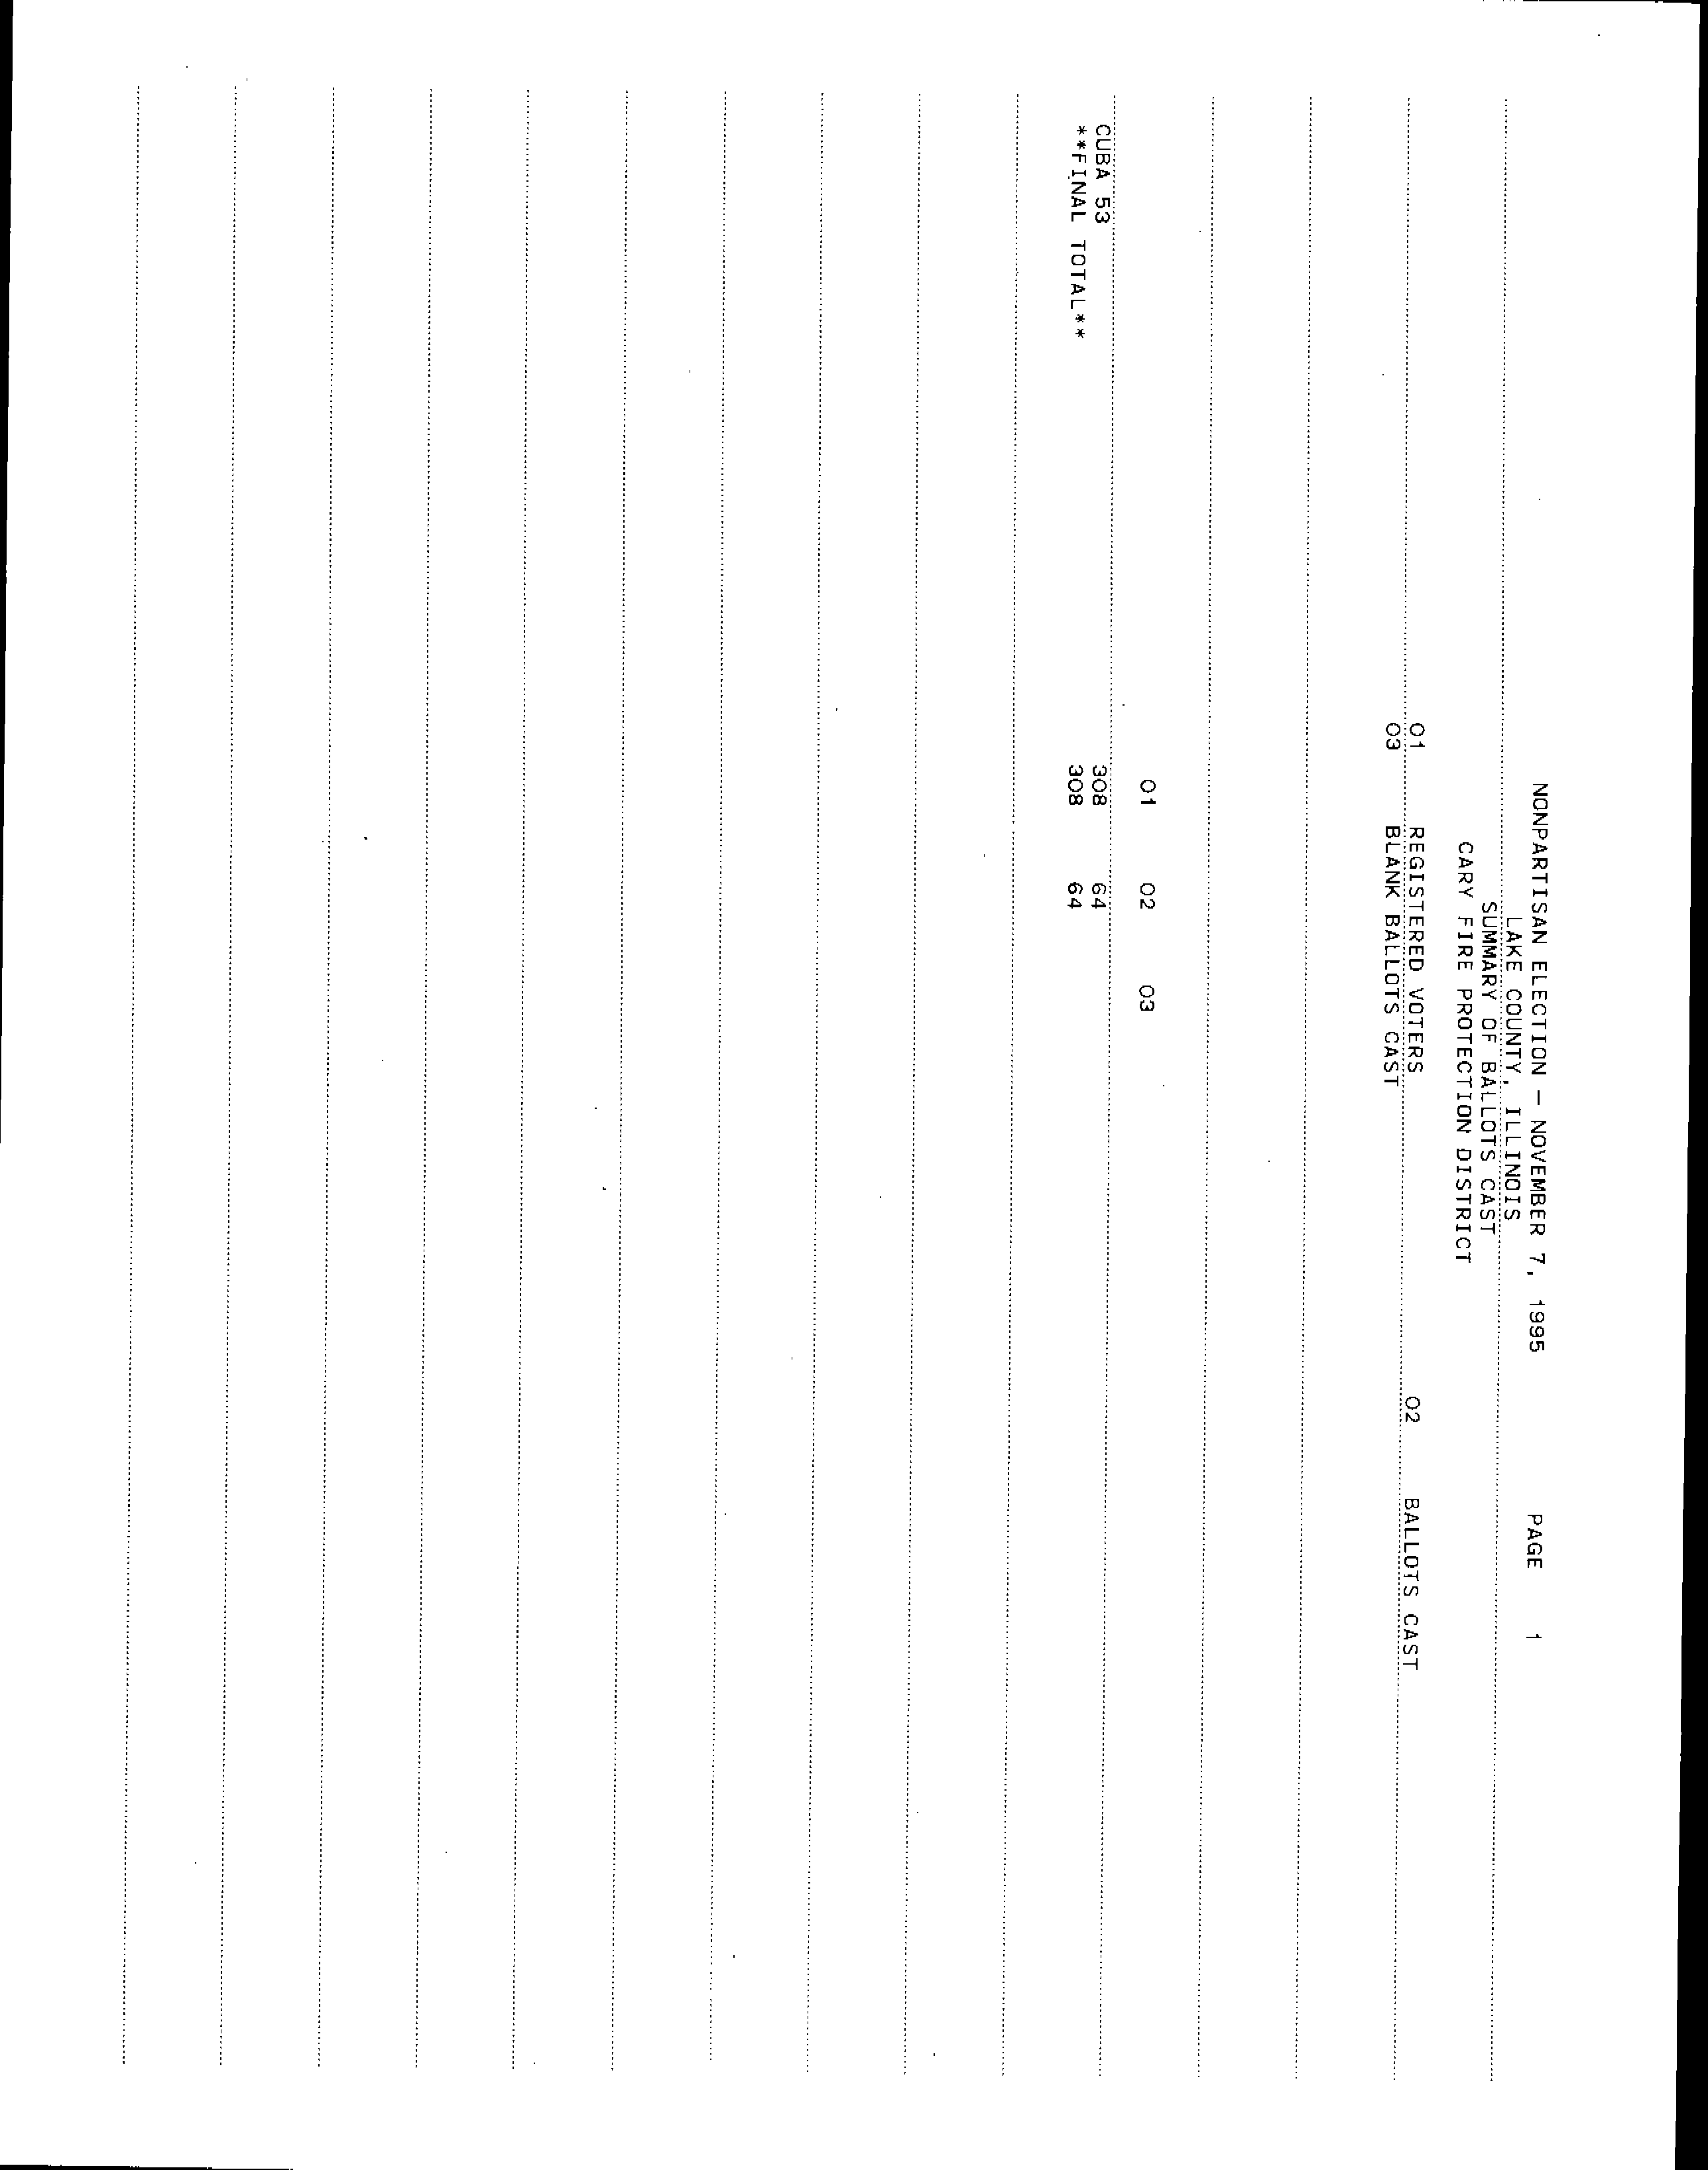 NONPARTISAN ELECTION — NOVEMBER 7, 1995 PAGE 1
LAKE COUNTY, ILLINOIS
SUMMARY OF BALLOTS CAST
CARY FIRE PROTECTION DISTRICT
01 REGISTERED VOTERS 02 BALLOTS CAST
03 BLANK BALLOTS CAST
01 02 03
CUBA 53 308 64
**FINAL TOTAL** 308 64